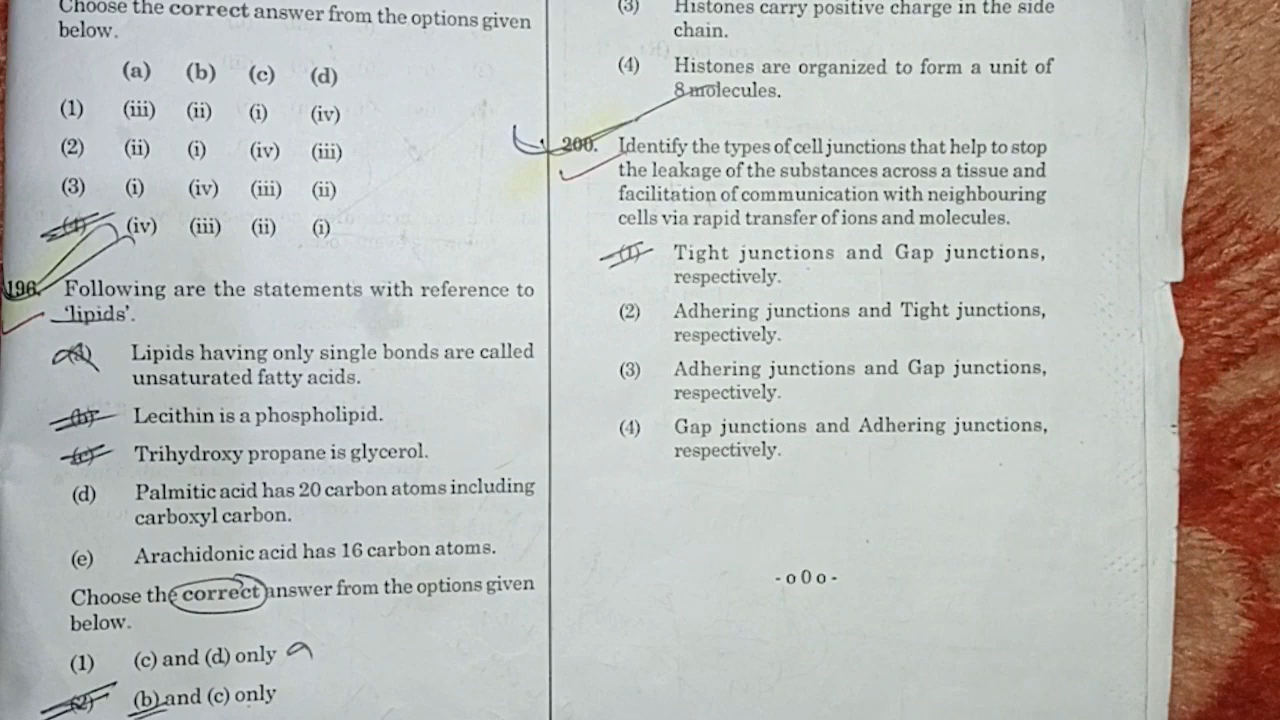 Choose the correct answer from the options given
below.
(a) (b) (c) (d)
(1) (iii) (ii) (i) (iv)
(2) (ii) (i) (iv) (iii)
(3) (i) (iv) (iii) (ii)
(4) (iv) (iii) (ii) (i)
196. Following are the statements with reference to
'lipids'.
(a) Lipids having only single bonds are called
unsaturated fatty acids.
(b) Lecithin is a phospholipid.
(c) Trihydroxy propane is glycerol.
(d) Palmitic acid has 20 carbon atoms including
carboxyl carbon.
(e) Arachidonic acid has 16 carbon atoms.
Choose the correct answer from the options given
below.
(1) (c) and (d) only
(2) (b) and (c) only
(3) Histones carry positive charge in the side
chain.
(4) Histones are organized to form a unit of
8 molecules.
200. Identify the types of cell junctions that help to stop
the leakage of the substances across a tissue and
facilitation of communication with neighbouring
cells via rapid transfer of ions and molecules.
(1) Tight junctions and Gap junctions,
respectively.
(2) Adhering junctions and Tight junctions,
respectively.
(3) Adhering junctions and Gap junctions,
respectively.
(4) Gap junctions and Adhering junctions,
respectively.
- o 0 o -